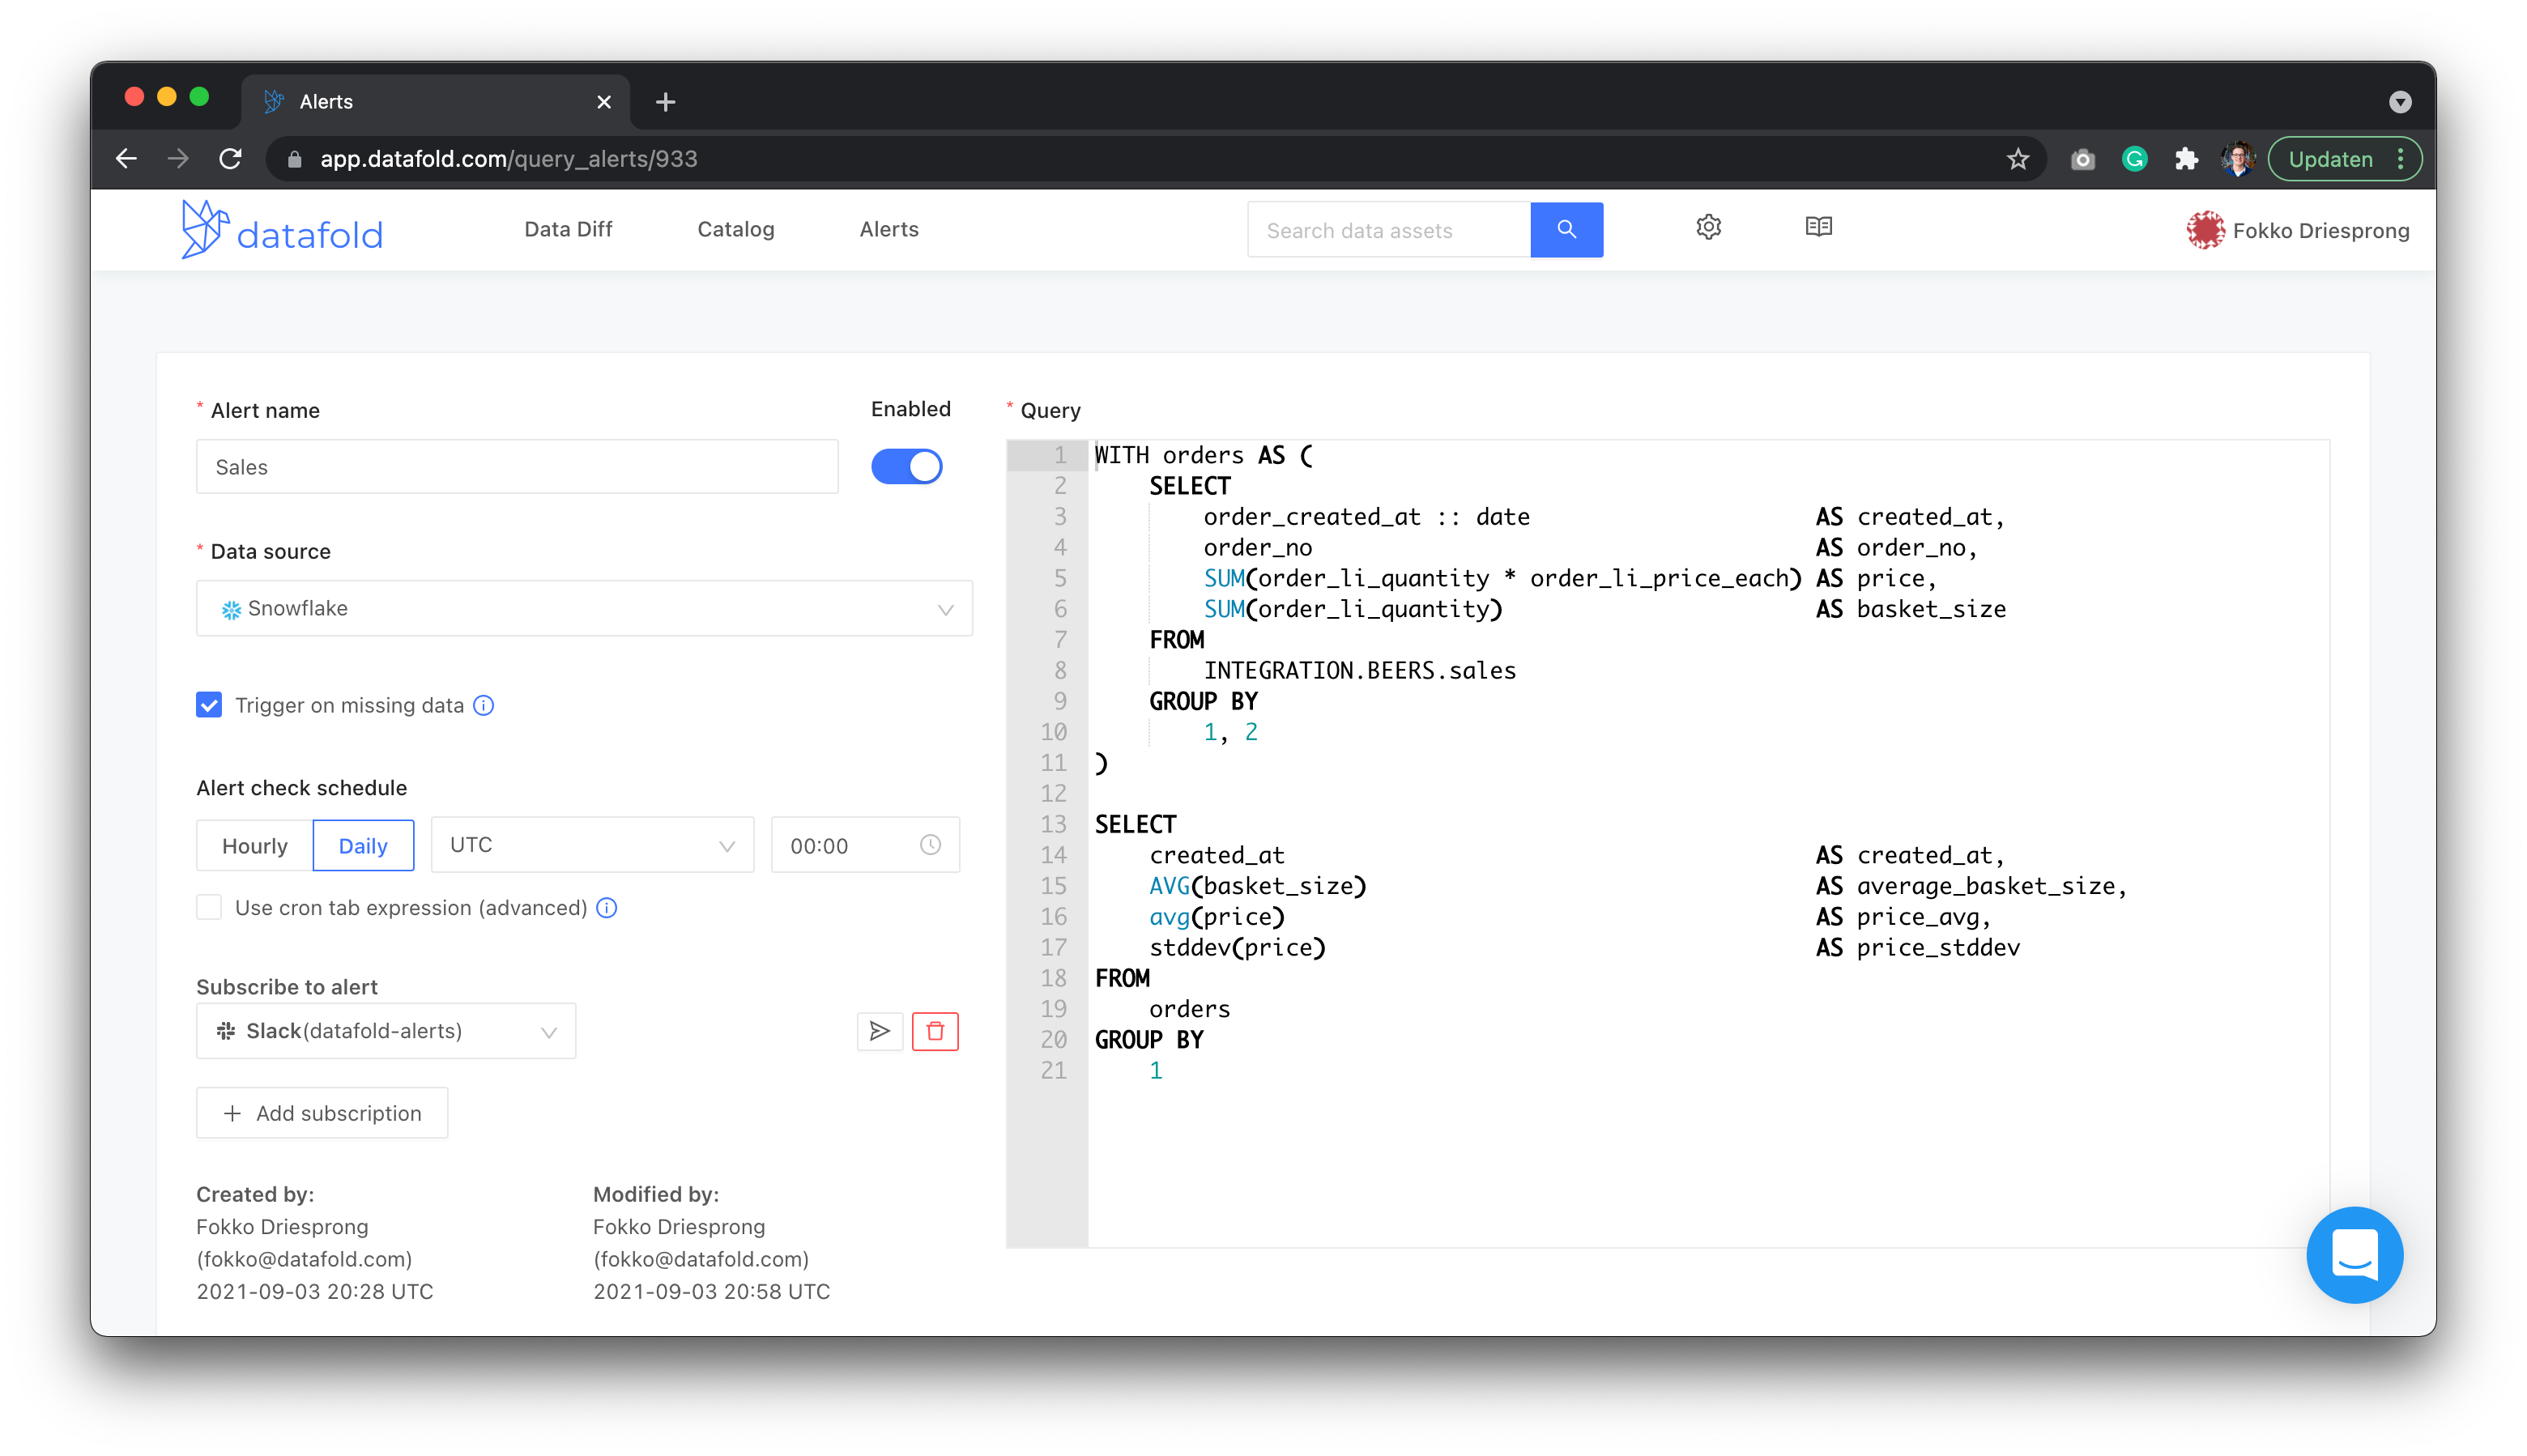 Alerts
app.datafold.com/query_alerts/933
Updaten
datafold
Data Diff
Catalog
Alerts
Search data assets
Fokko Driesprong
* Alert name
Enabled
Sales
* Data source
Snowflake
Trigger on missing data
Alert check schedule
Hourly
Daily
UTC
00:00
Use cron tab expression (advanced)
Subscribe to alert
Slack(datafold-alerts)
+ Add subscription
Created by:
Fokko Driesprong
(fokko@datafold.com)
2021-09-03 20:28 UTC
Modified by:
Fokko Driesprong
(fokko@datafold.com)
2021-09-03 20:58 UTC
* Query
1 WITH orders AS (
2     SELECT
3         order_created_at :: date                     AS created_at,
4         order_no                                     AS order_no,
5         SUM(order_li_quantity * order_li_price_each) AS price,
6         SUM(order_li_quantity)                       AS basket_size
7     FROM
8         INTEGRATION.BEERS.sales
9     GROUP BY
10         1, 2
11 )
12
13 SELECT
14     created_at                                       AS created_at,
15     AVG(basket_size)                                 AS average_basket_size,
16     avg(price)                                       AS price_avg,
17     stddev(price)                                    AS price_stddev
18 FROM
19     orders
20 GROUP BY
21     1